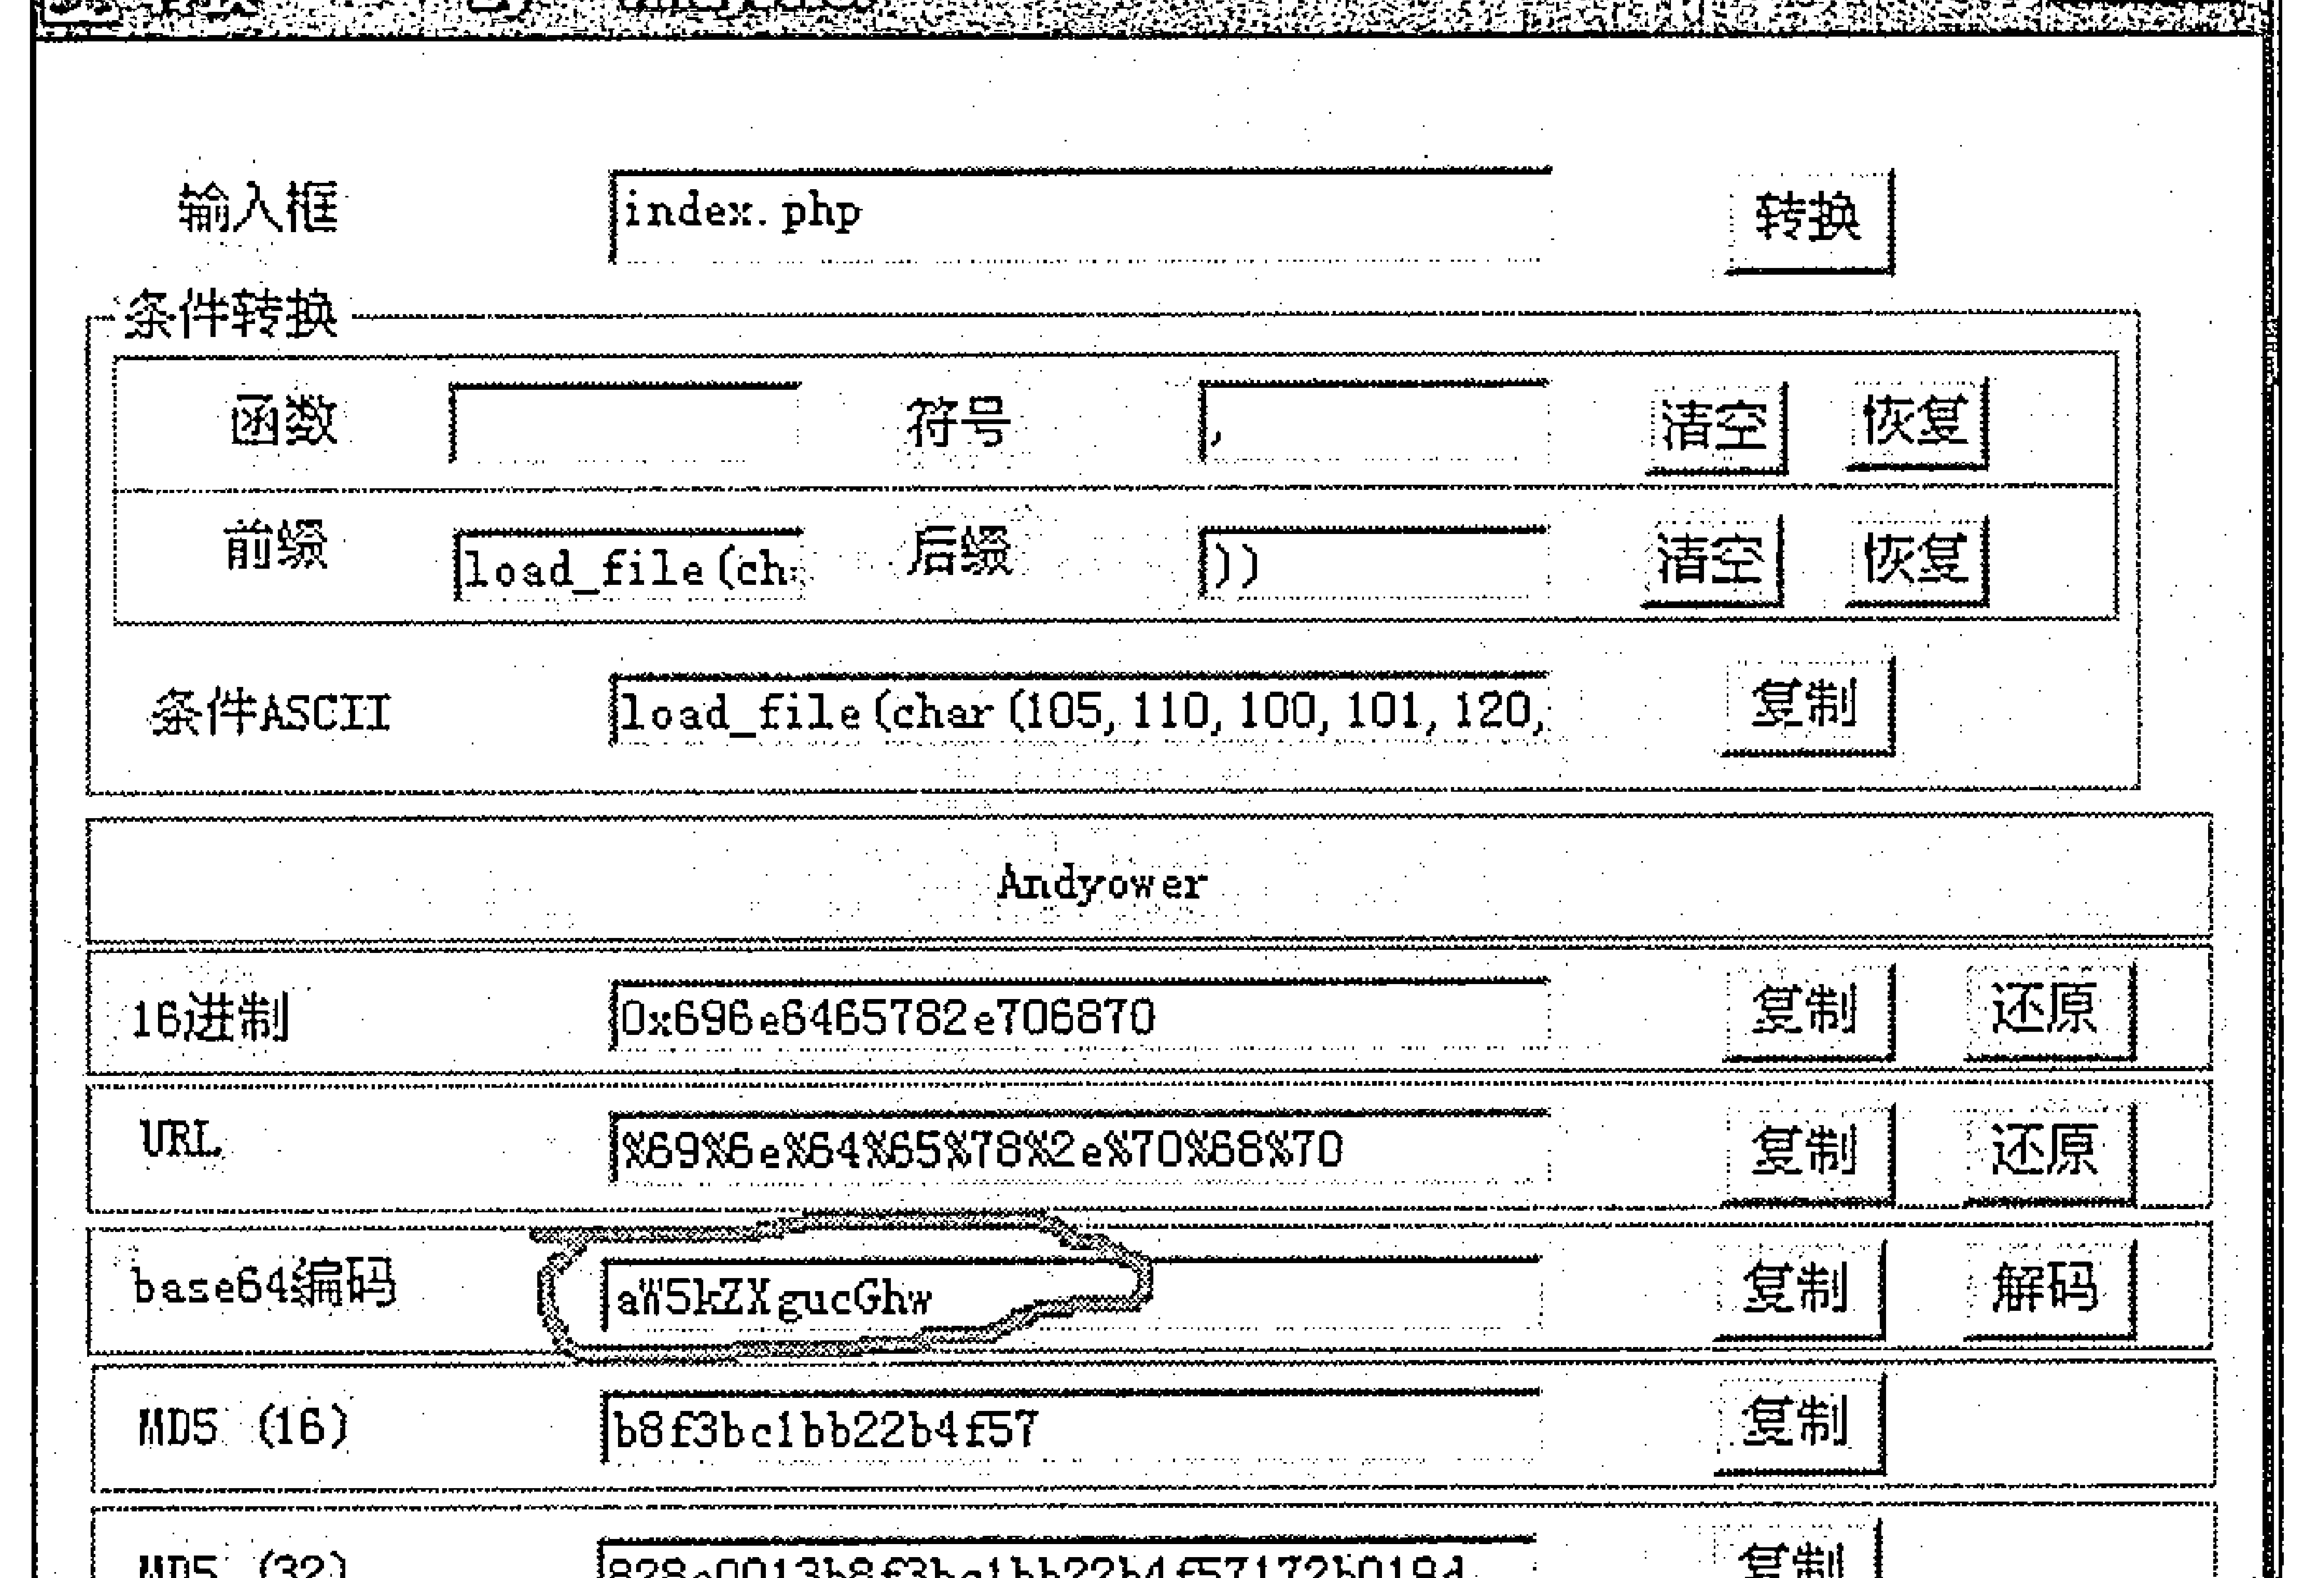 输入框 index.php 转换
条件转换
函数 符号 , 清空 恢复
前缀 load_file(cha 后缀 )) 清空 恢复
条件ASCII load_file(char(105,110,100,101,120, 复制
Andyower
16进制 0x696e6465782e706870 复制 还原
URL %69%6e%64%65%78%2e%70%68%70 复制 还原
base64编码 aW5kZXgucGhw 复制 解码
MD5 (16) b8f3bc1bb22b4f57 复制
MD5 (32) 828e0013b8f3bc1bb22b4f57172b019d 复制